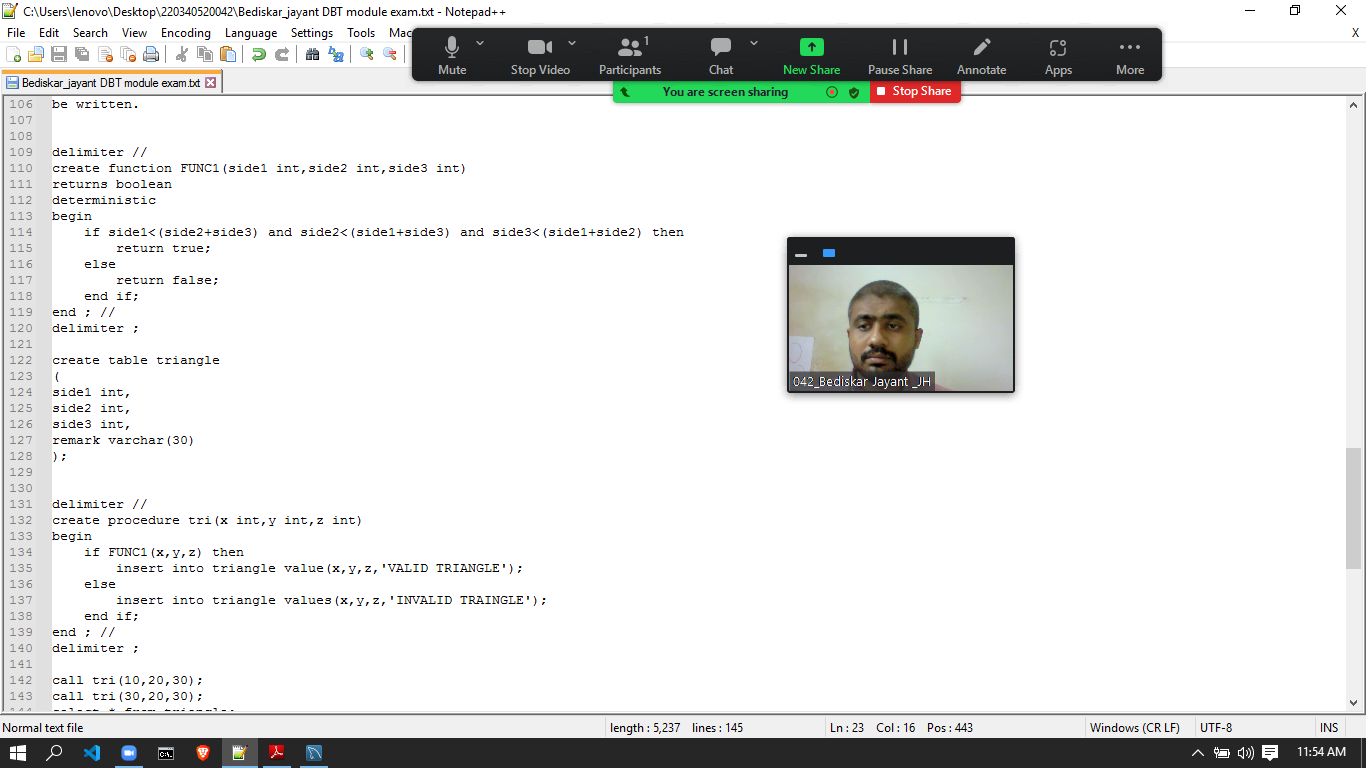 C:\Users\lenovo\Desktop\220340520042\Bediskar_jayant DBT module exam.txt - Notepad++
File Edit Search View Encoding Language Settings Tools Mac
X
Mute Stop Video Participants 1 Chat New Share Pause Share Annotate Apps More
You are screen sharing Stop Share
Bediskar_jayant DBT module exam.txt
106 be written.
107
108
109 delimiter //
110 create function FUNC1(side1 int,side2 int,side3 int)
111 returns boolean
112 deterministic
113 begin
114 if side1<(side2+side3) and side2<(side1+side3) and side3<(side1+side2) then
115 return true;
116 else
117 return false;
118 end if;
119 end ; //
120 delimiter ;
121
122 create table triangle
123 (
124 side1 int,
125 side2 int,
126 side3 int,
127 remark varchar(30)
128 );
129
130
131 delimiter //
132 create procedure tri(x int,y int,z int)
133 begin
134 if FUNC1(x,y,z) then
135 insert into triangle value(x,y,z,'VALID TRIANGLE');
136 else
137 insert into triangle values(x,y,z,'INVALID TRAINGLE');
138 end if;
139 end ; //
140 delimiter ;
141
142 call tri(10,20,30);
143 call tri(30,20,30);
144 select * from triangle;
042_Bediskar Jayant _JH
Normal text file length : 5,237 lines : 145 Ln : 23 Col : 16 Pos : 443 Windows (CR LF) UTF-8 INS
11:54 AM